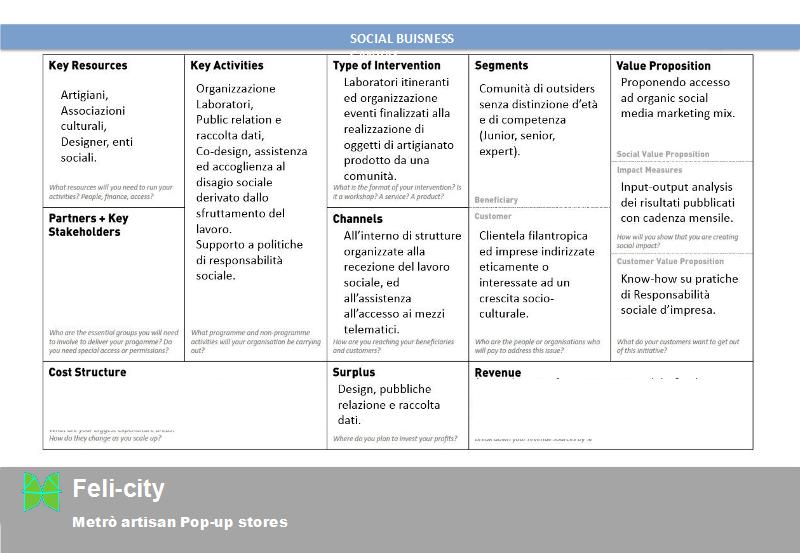 SOCIAL BUISNESS
Key Resources
Artigiani,
Associazioni
culturali,
Designer, enti
sociali.
What resources will you need to run your
activities? People, finance, access?
Partners + Key
Stakeholders
Who are the essential groups you will need
to involve to deliver your progamme? Do
you need special access or permissions?
Key Activities
Organizzazione
Laboratori,
Public relation e
raccolta dati,
Co-design, assistenza
ed accoglienza al
disagio sociale
derivato dallo
sfruttamento del
lavoro.
Supporto a politiche
di responsabilità
sociale.
What programme and non-programme
activities will your organisation be carrying
out?
Type of Intervention
Laboratori itineranti
ed organizzazione
eventi finalizzati alla
realizzazione di
oggetti di artigianato
prodotto da una
comunità.
What is the format of your intervention? Is
it a workshop? A service? A product?
Channels
All’interno di strutture
organizzate alla
recezione del lavoro
sociale, ed
all’assistenza
all’accesso ai mezzi
telematici.
How are you reaching your beneficiaries
and customers?
Segments
Comunità di outsiders
senza distinzione d’età
e di competenza
(Junior, senior,
expert).
Beneficiary
Customer
Clientela filantropica
ed imprese indirizzate
eticamente o
interessate ad un
crescita socio-
culturale.
Who are the people or organisations who
will pay to address this issue?
Value Proposition
Proponendo accesso
ad organic social
media marketing mix.
Social Value Proposition
Impact Measures
Input-output analysis
dei risultati pubblicati
con cadenza mensile.
How will you show that you are creating
social impact?
Customer Value Proposition
Know-how su pratiche
di Responsabilità
sociale d’impresa.
What do your customers want to get out
of this initiative?
Cost Structure
What are your biggest expenditure areas?
How do they change as you scale up?
Surplus
Design, pubbliche
relazione e raccolta
dati.
Where do you plan to invest your profits?
Revenue
Break down your revenue sources by %
Feli-city
Metrò artisan Pop-up stores